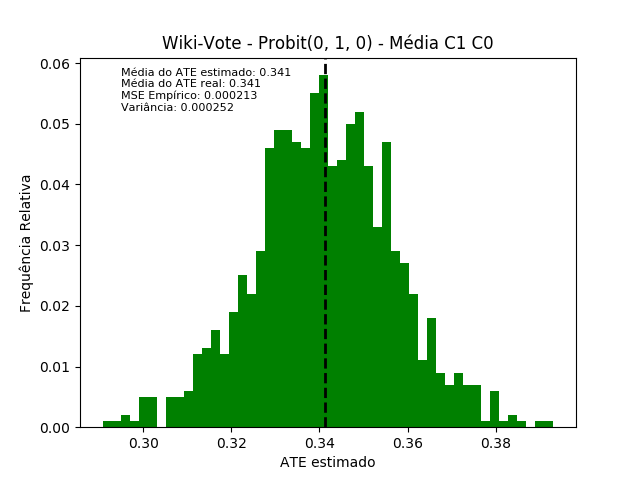 Wiki-Vote - Probit(0, 1, 0) - Média C1 C0
Média do ATE estimado: 0.341
Média do ATE real: 0.341
MSE Empírico: 0.000213
Variância: 0.000252
0.06
0.05
0.04
0.03
0.02
0.01
0.00
Frequência Relativa
0.30 0.32 0.34 0.36 0.38
ATE estimado